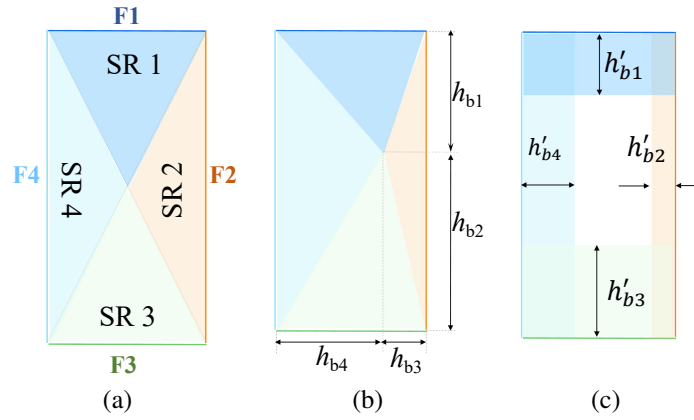 F1
SR 1
F4
SR 4
SR 2
F2
SR 3
F3
(a)
h_b1
h_b2
h_b4
h_b3
(b)
h'_b1
h'_b4
h'_b2
h'_b3
(c)